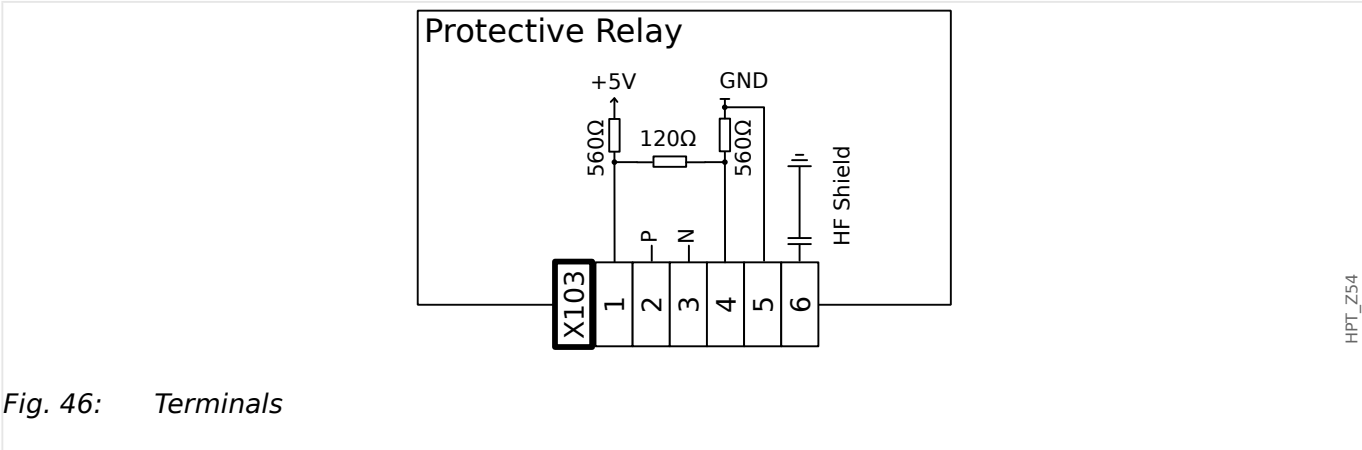 Protective Relay
+5V
GND
560Ω
120Ω
560Ω
HF Shield
P
N
X103
1
2
3
4
5
6
HPT_Z54
Fig. 46: Terminals